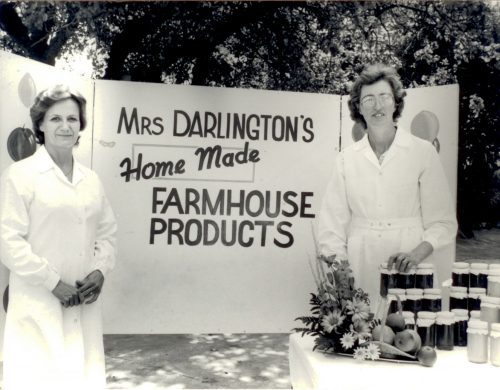 Mrs DARLINGTON'S
Home Made
FARMHOUSE
PRODUCTS